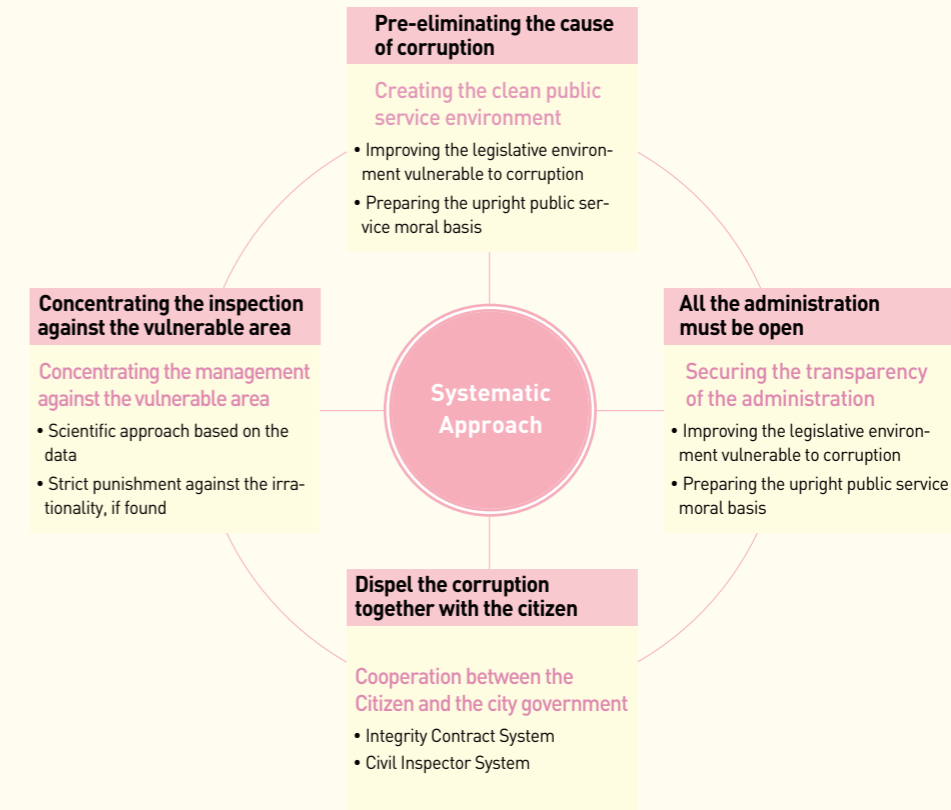 Pre-eliminating the cause
of corruption
Creating the clean public
service environment
• Improving the legislative environ-
ment vulnerable to corruption
• Preparing the upright public ser-
vice moral basis
Concentrating the inspection
against the vulnerable area
Concentrating the management
against the vulnerable area
• Scientific approach based on the
data
• Strict punishment against the irra-
tionality, if found
Systematic
Approach
All the administration
must be open
Securing the transparency
of the administration
• Improving the legislative environ-
ment vulnerable to corruption
• Preparing the upright public service
moral basis
Dispel the corruption
together with the citizen
Cooperation between the
Citizen and the city government
• Integrity Contract System
• Civil Inspector System